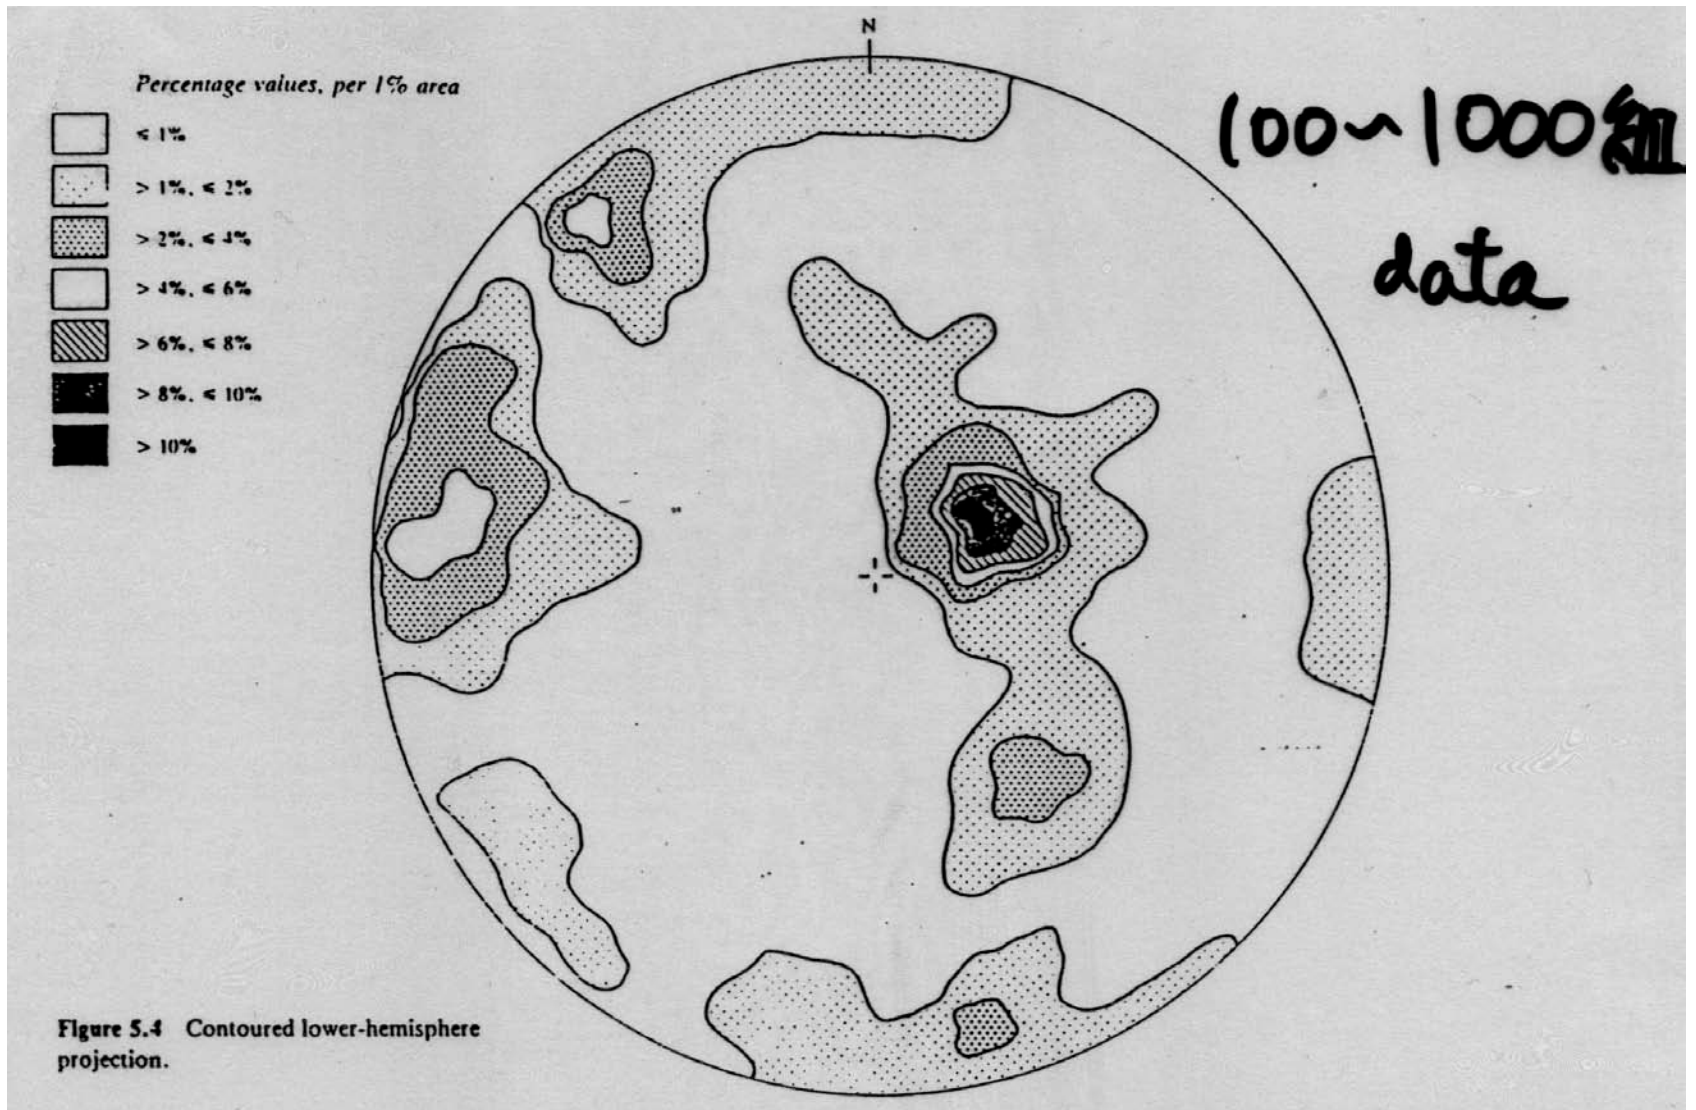 N
Percentage values, per 1% area
≤ 1%
> 1%, ≤ 2%
> 2%, ≤ 4%
> 4%, ≤ 6%
> 6%, ≤ 8%
> 8%, ≤ 10%
> 10%
100~1000組
data
Figure 5.4 Contoured lower-hemisphere
projection.